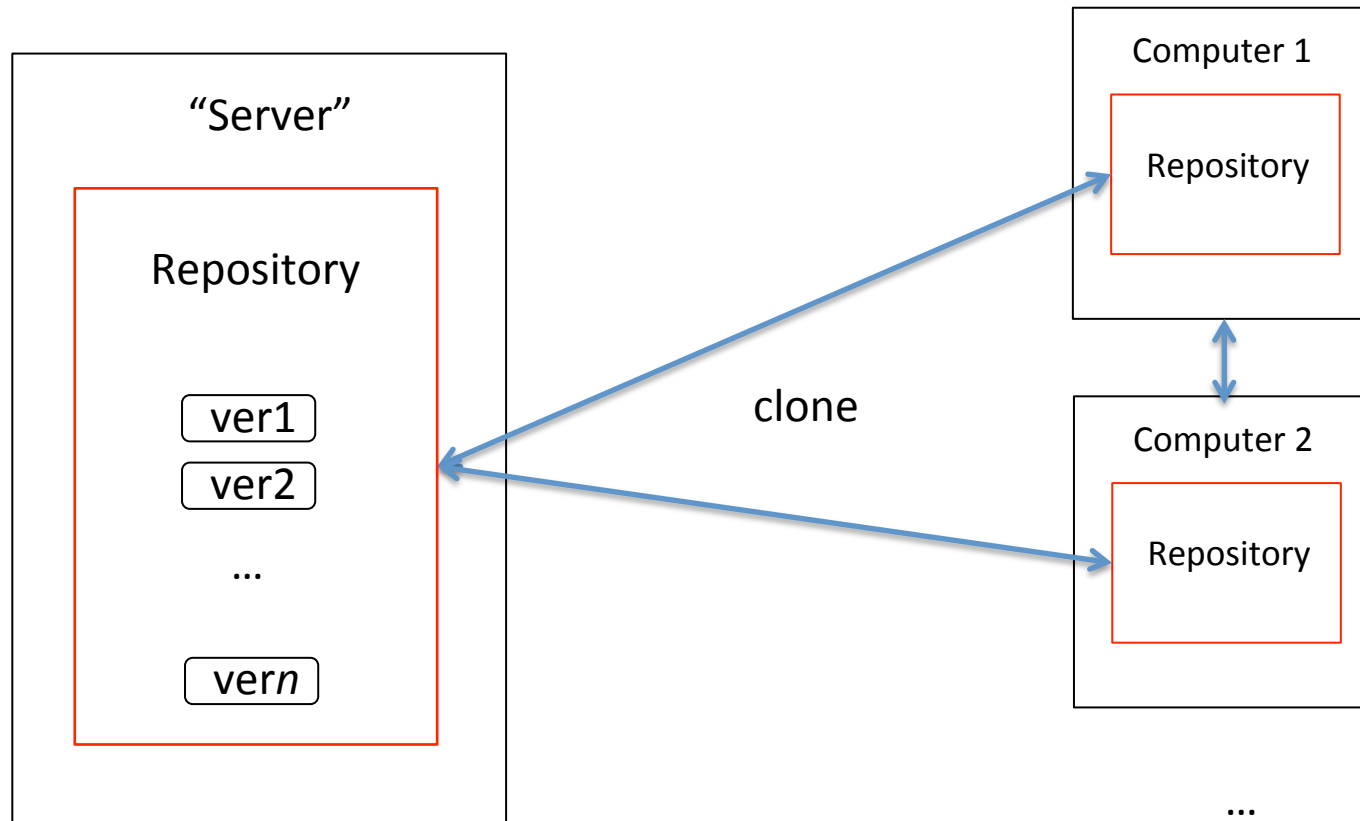 “Server”
Repository
ver1
ver2
...
vern
clone
Computer 1
Repository
Computer 2
Repository
...